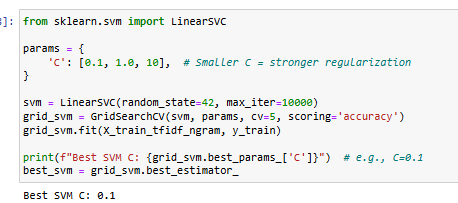 ]:
from sklearn.svm import LinearSVC
params = {
    'C': [0.1, 1.0, 10],  # Smaller C = stronger regularization
}
svm = LinearSVC(random_state=42, max_iter=10000)
grid_svm = GridSearchCV(svm, params, cv=5, scoring='accuracy')
grid_svm.fit(X_train_tfidf_ngram, y_train)
print(f"Best SVM C: {grid_svm.best_params_['C']}")  # e.g., C=0.1
best_svm = grid_svm.best_estimator_
Best SVM C: 0.1